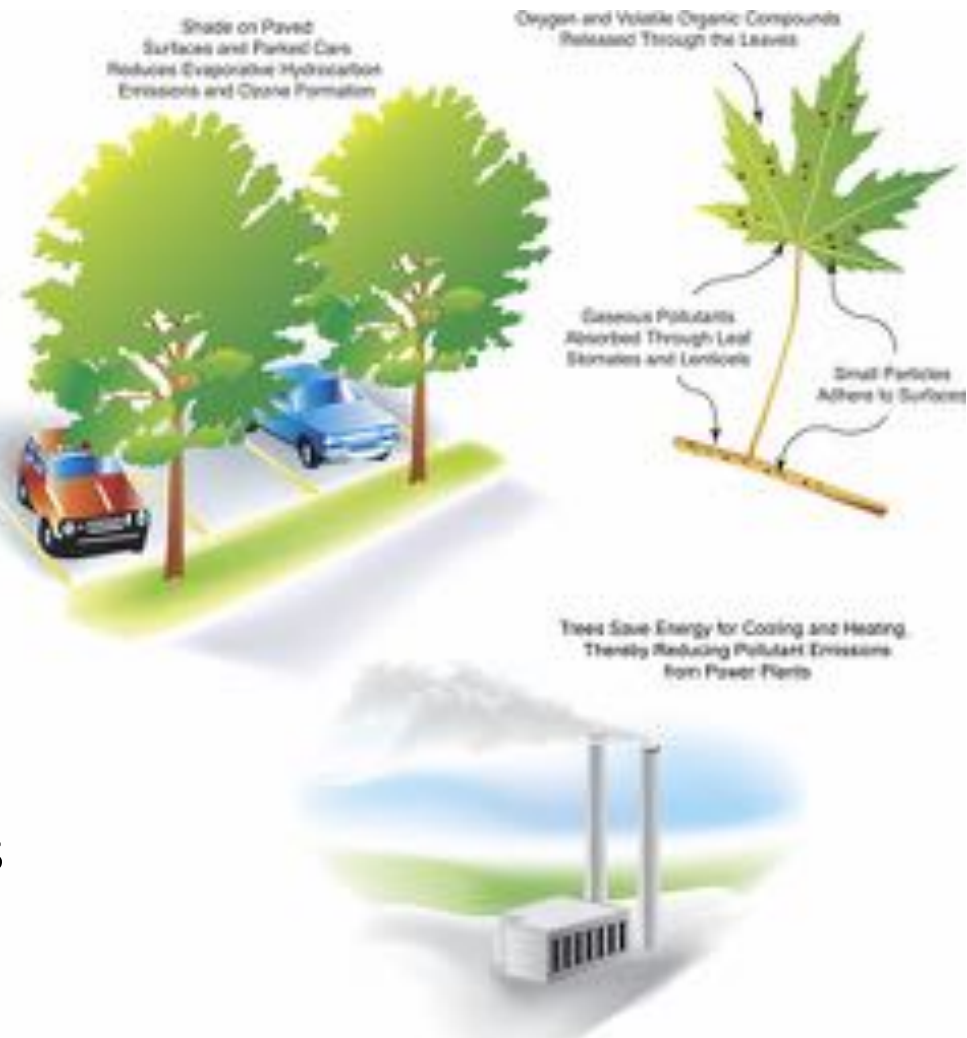 Shade on Paved
Surfaces and Parked Cars
Reduces Evaporative Hydrocarbon
Emissions and Ozone Formation
Oxygen and Volatile Organic Compounds
Released Through the Leaves
Gaseous Pollutants
Absorbed Through Leaf
Stomates and Lenticels
Small Particles
Adhere to Surfaces
Trees Save Energy for Cooling and Heating,
Thereby Reducing Pollutant Emissions
from Power Plants
s